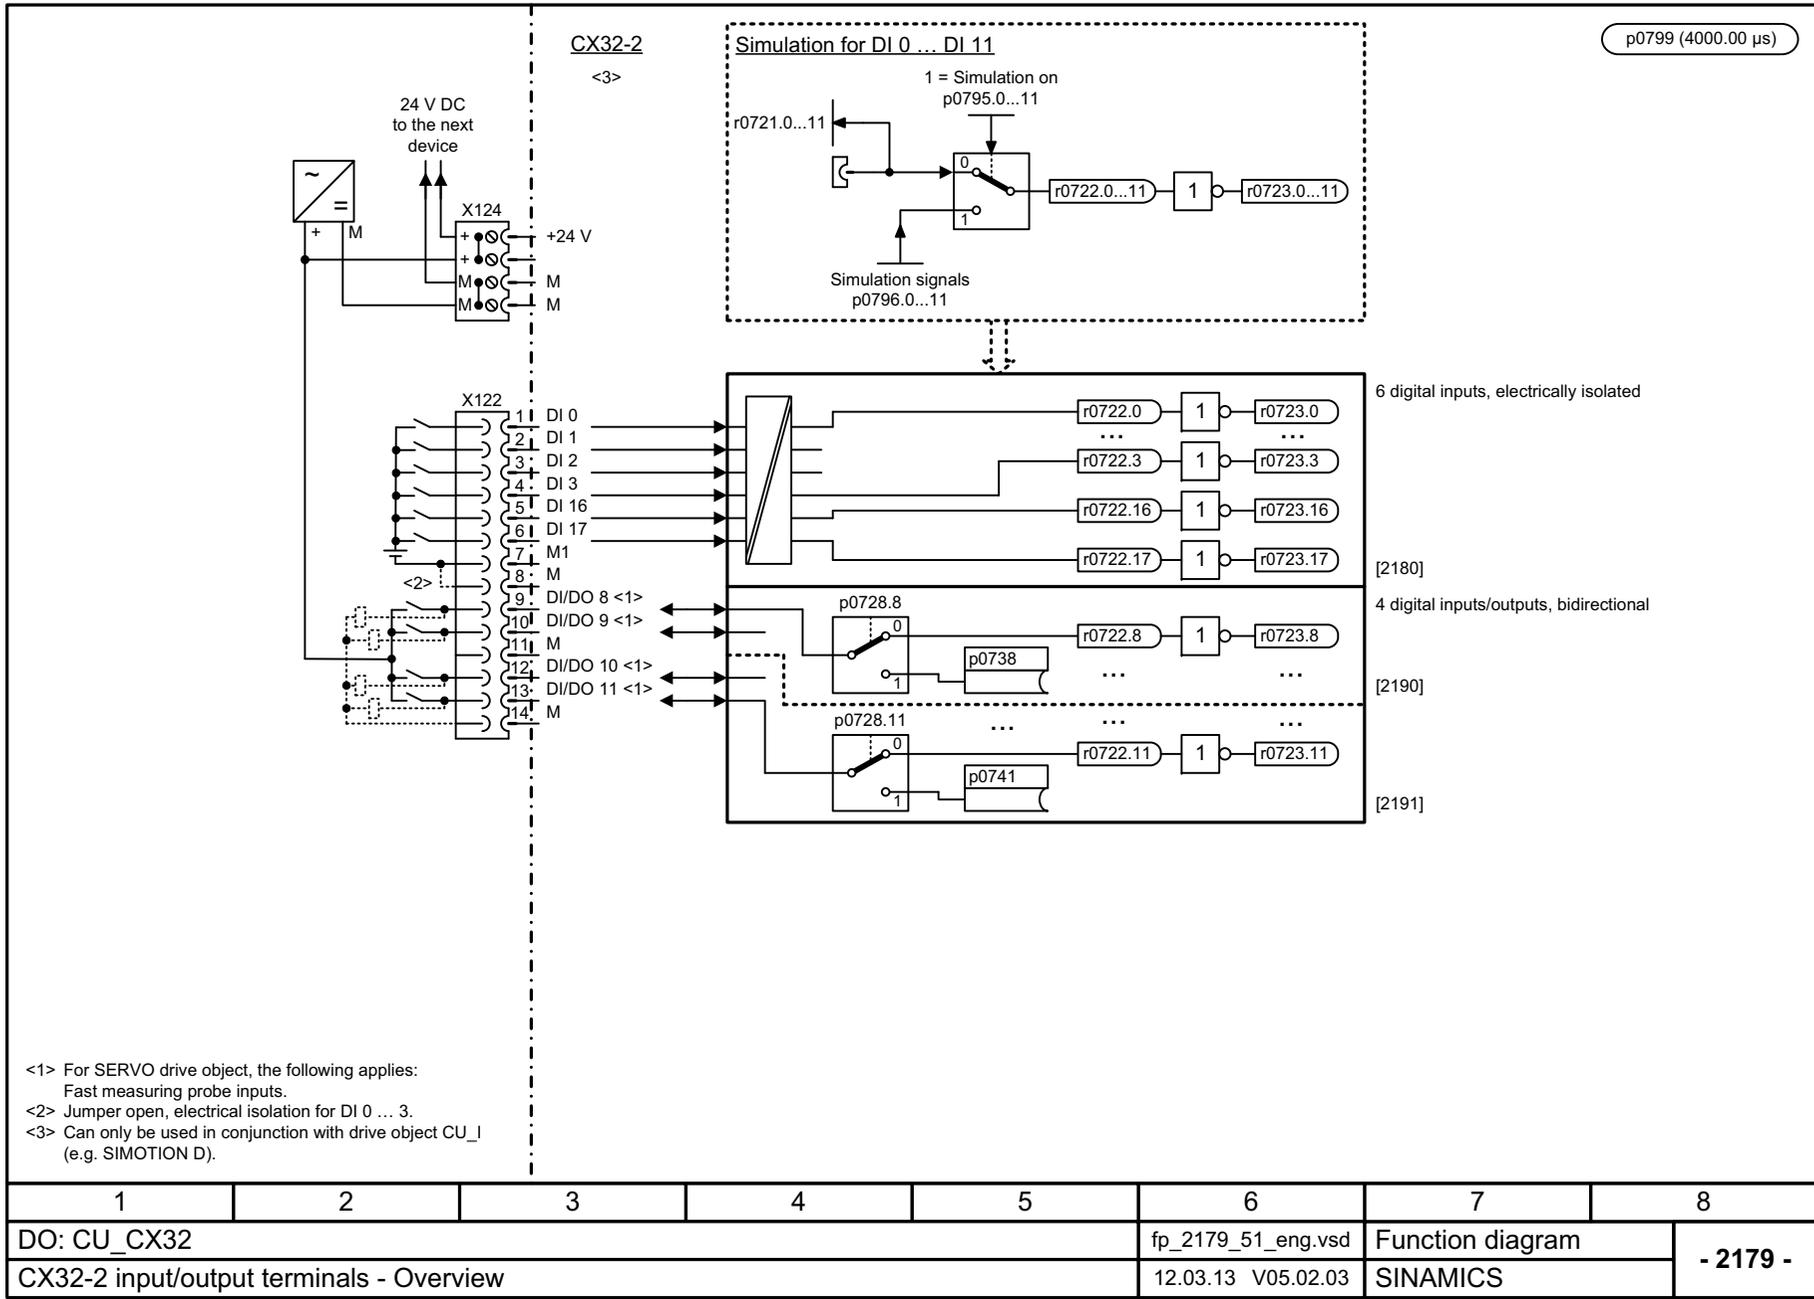 p0799 (4000.00 µs)
CX32-2
<3>
Simulation for DI 0 … DI 11
1 = Simulation on
p0795.0...11
r0721.0...11
0
1
r0722.0...11
1
r0723.0...11
Simulation signals
p0796.0...11
24 V DC
to the next
device
~
=
+
M
X124
+
+24 V
+
M
M
M
M
X122
1
DI 0
2
DI 1
3
DI 2
4
DI 3
5
DI 16
6
DI 17
7
M1
8
M
<2>
9
DI/DO 8 <1>
10
DI/DO 9 <1>
11
M
12
DI/DO 10 <1>
13
DI/DO 11 <1>
14
M
6 digital inputs, electrically isolated
r0722.0
1
r0723.0
...
...
r0722.3
1
r0723.3
r0722.16
1
r0723.16
r0722.17
1
r0723.17
[2180]
4 digital inputs/outputs, bidirectional
p0728.8
0
1
r0722.8
1
r0723.8
p0738
...
...
[2190]
p0728.11
...
...
...
0
1
r0722.11
1
r0723.11
p0741
[2191]
<1> For SERVO drive object, the following applies:
Fast measuring probe inputs.
<2> Jumper open, electrical isolation for DI 0 … 3.
<3> Can only be used in conjunction with drive object CU_I
(e.g. SIMOTION D).
1 2 3 4 5 6 7 8
DO: CU_CX32
fp_2179_51_eng.vsd
Function diagram
- 2179 -
CX32-2 input/output terminals - Overview
12.03.13 V05.02.03
SINAMICS